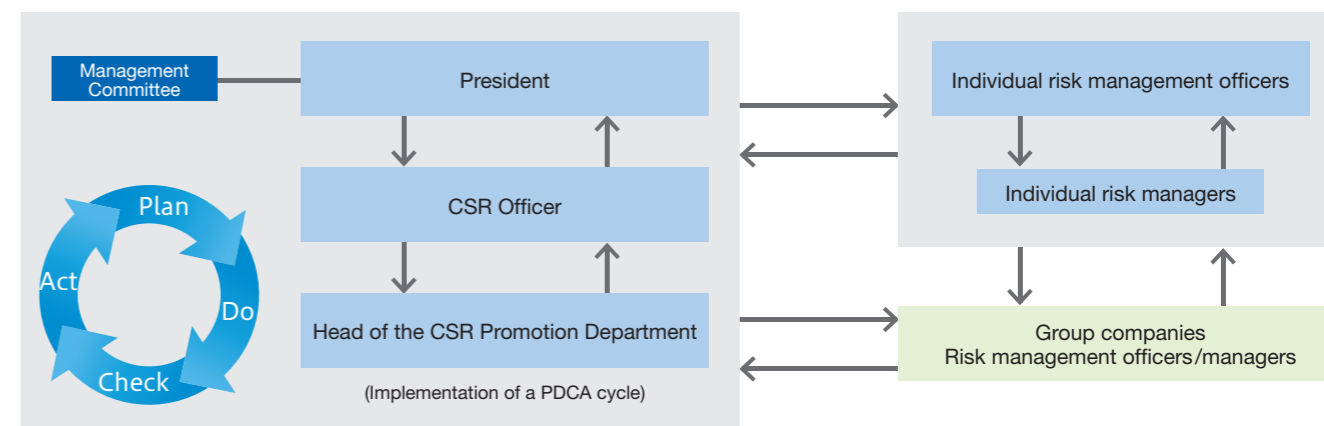 Management
Committee
President
CSR Officer
Head of the CSR Promotion Department
(Implementation of a PDCA cycle)
Plan
Do
Check
Act
Individual risk management officers
Individual risk managers
Group companies
Risk management officers/managers